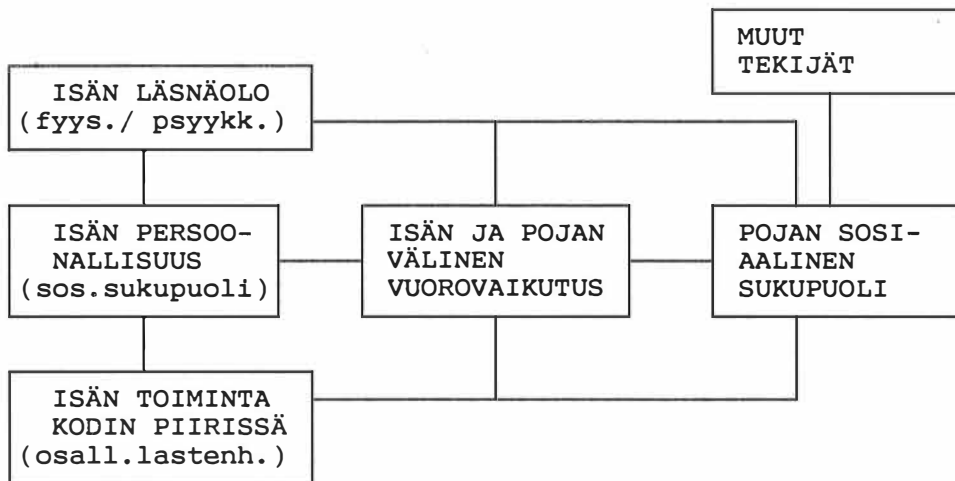 MUUT
TEKIJÄT
ISÄN LÄSNÄOLO
(fyys./ psyykk.)
ISÄN PERSOO-
NALLISUUS
(sos.sukupuoli)
ISÄN JA POJAN
VÄLINEN
VUOROVAIKUTUS
POJAN SOSI-
AALINEN
SUKUPUOLI
ISÄN TOIMINTA
KODIN PIIRISSÄ
(osall.lastenh.)